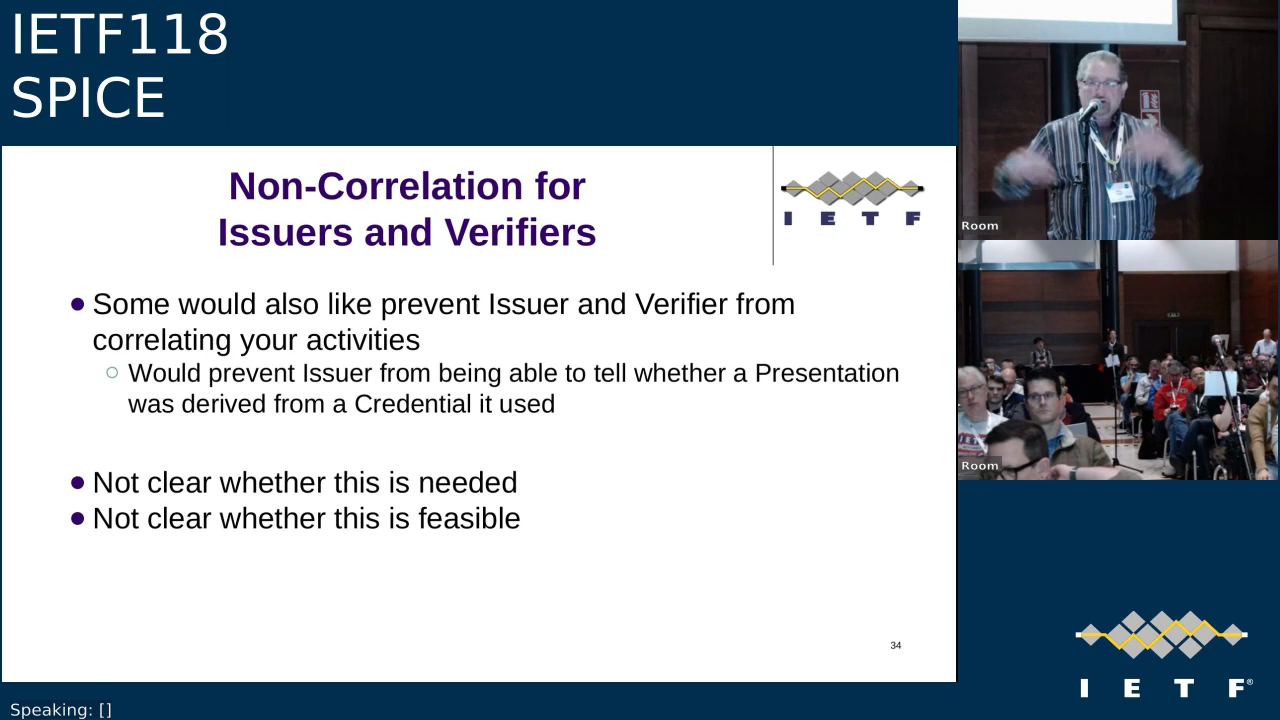 IETF118
SPICE
Non-Correlation for
Issuers and Verifiers
I E T F
Some would also like prevent Issuer and Verifier from
correlating your activities
Would prevent Issuer from being able to tell whether a Presentation
was derived from a Credential it used
Not clear whether this is needed
Not clear whether this is feasible
34
Room
Room
I E T F®
Speaking: []